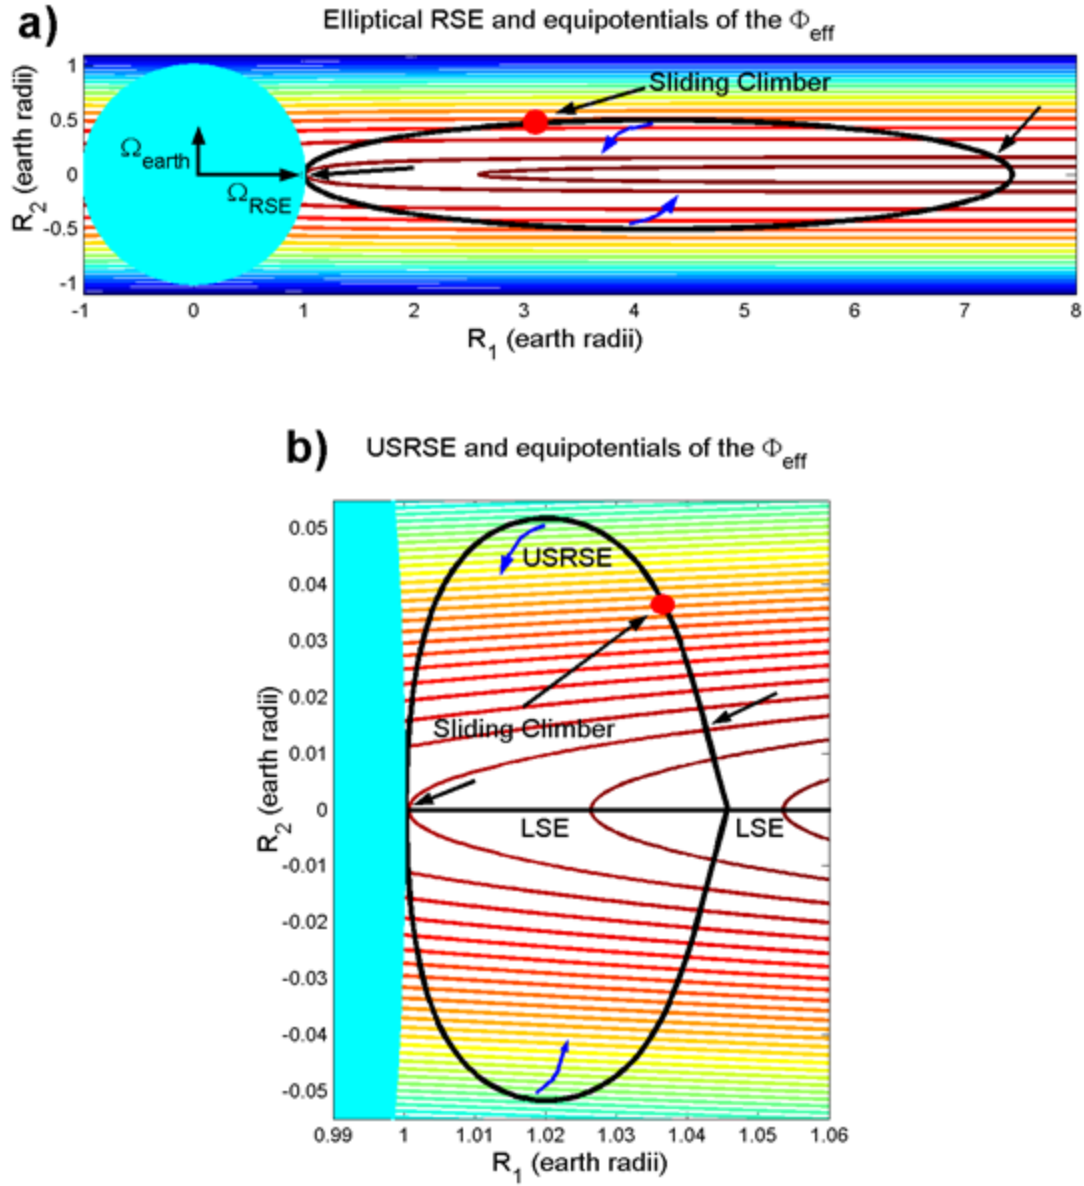 a)
Elliptical RSE and equipotentials of the Φeff
R2 (earth radii)
1
0.5
0
-0.5
-1
Sliding Climber
Ωearth
ΩRSE
-1 0 1 2 3 4 5 6 7 8
R1 (earth radii)
b)
USRSE and equipotentials of the Φeff
R2 (earth radii)
0.05
0.04
0.03
0.02
0.01
0
-0.01
-0.02
-0.03
-0.04
-0.05
USRSE
Sliding Climber
LSE LSE
0.99 1 1.01 1.02 1.03 1.04 1.05 1.06
R1 (earth radii)